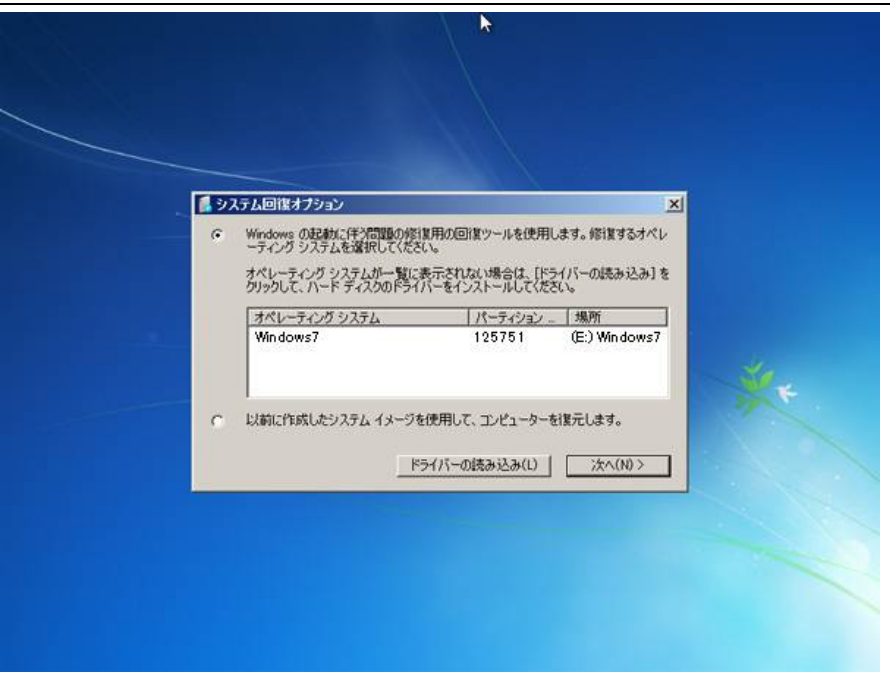 システム回復オプション
Windows の起動に伴う問題の修復用の回復ツールを使用します。修復するオペレ
ーティング システムを選択してください。
オペレーティング システムが一覧に表示されない場合は、[ドライバーの読み込み] を
クリックして、ハード ディスクのドライバーをインストールしてください。
オペレーティング システム パーティション ... 場所
Windows7 125751 (E:) Windows7
以前に作成したシステム イメージを使用して、コンピューターを復元します。
ドライバーの読み込み(L) 次へ(N) >